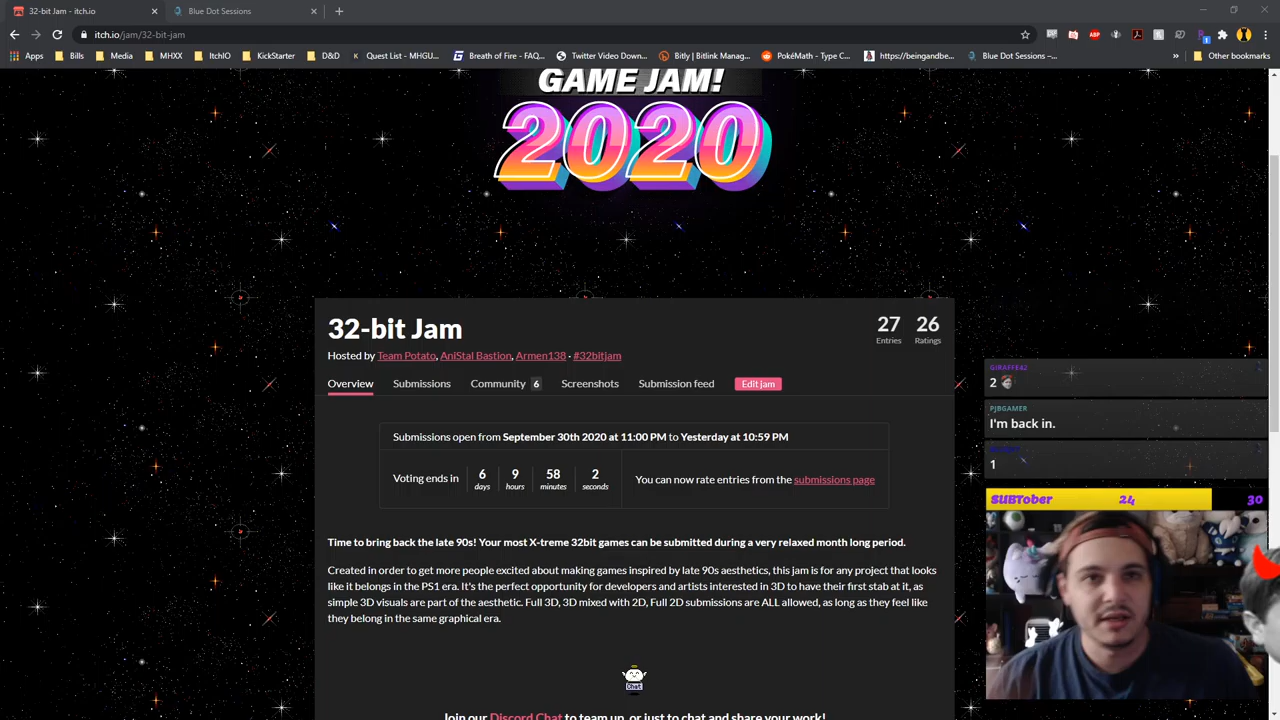 32-bit Jam - itch.io
Blue Dot Sessions
itch.io/jam/32-bit-jam
Apps Bills Media MHXX ItchIO KickStarter D&D Quest List - MHGU... Breath of Fire - FAQ... Twitter Video Down... Bitly | Bitlink Manag... PokéMath - Type C... https://beingandbe... Blue Dot Sessions –... » Other bookmarks
GAME JAM!
2020
32-bit Jam
27 Entries
26 Ratings
Hosted by Team Potato, AniStal Bastion, Armen138 · #32bitjam
Overview Submissions Community 6 Screenshots Submission feed Edit jam
Submissions open from September 30th 2020 at 11:00 PM to Yesterday at 10:59 PM
Voting ends in 6 days 9 hours 58 minutes 2 seconds
You can now rate entries from the submissions page
Time to bring back the late 90s! Your most X-treme 32bit games can be submitted during a very relaxed month long period.
Created in order to get more people excited about making games inspired by late 90s aesthetics, this jam is for any project that looks
like it belongs in the PS1 era. It's the perfect opportunity for developers and artists interested in 3D to have their first stab at it, as
simple 3D visuals are part of the aesthetic. Full 3D, 3D mixed with 2D, Full 2D submissions are ALL allowed, as long as they feel like
they belong in the same graphical era.
Chat
Join our Discord Chat to team up, or just to chat and share your work!
GIRAFFE42
2
PJBGAMER
I'm back in.
1
SUBTober 24 30